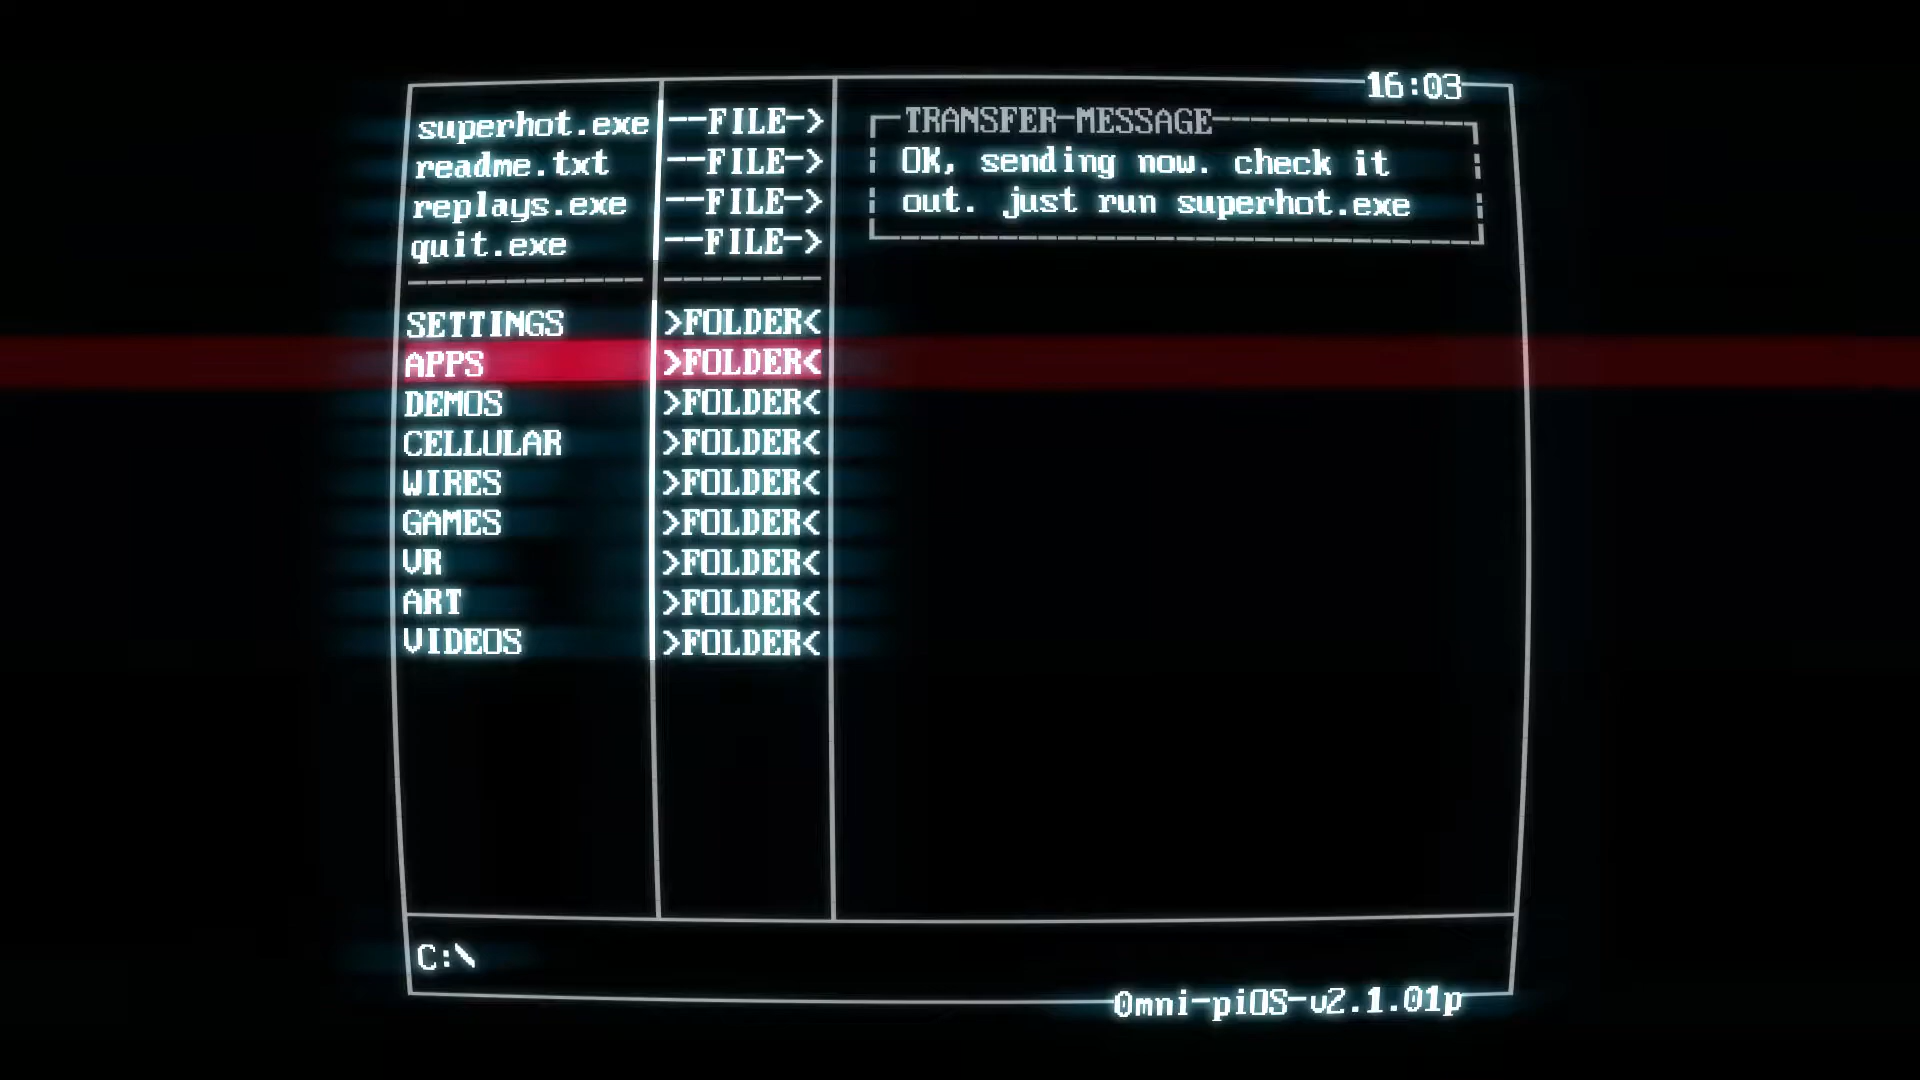 16:03
superhot.exe --FILE->
readme.txt --FILE->
replays.exe --FILE->
quit.exe --FILE->
SETTINGS >FOLDER<
APPS >FOLDER<
DEMOS >FOLDER<
CELLULAR >FOLDER<
WIRES >FOLDER<
GAMES >FOLDER<
VR >FOLDER<
ART >FOLDER<
VIDEOS >FOLDER<
TRANSFER-MESSAGE
OK, sending now. check it
out. just run superhot.exe
C:\
Omni-piOS-v2.1.01p